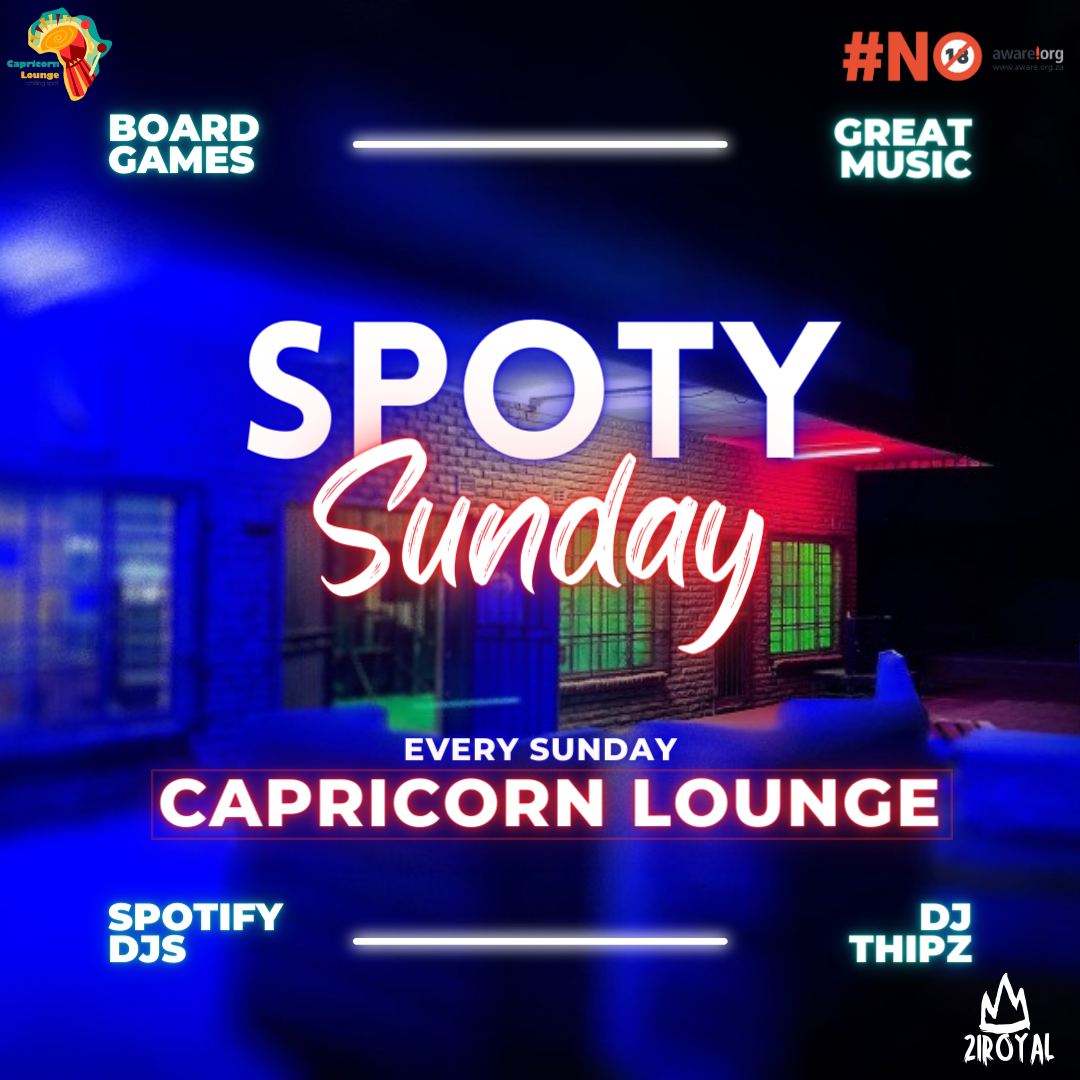 Capricorn
Lounge
#NO
18
aware!org
www.aware.org.za
BOARD
GAMES
GREAT
MUSIC
SPOTY
Sunday
EVERY SUNDAY
CAPRICORN LOUNGE
SPOTIFY
DJS
DJ
THIPZ
21ROYAL